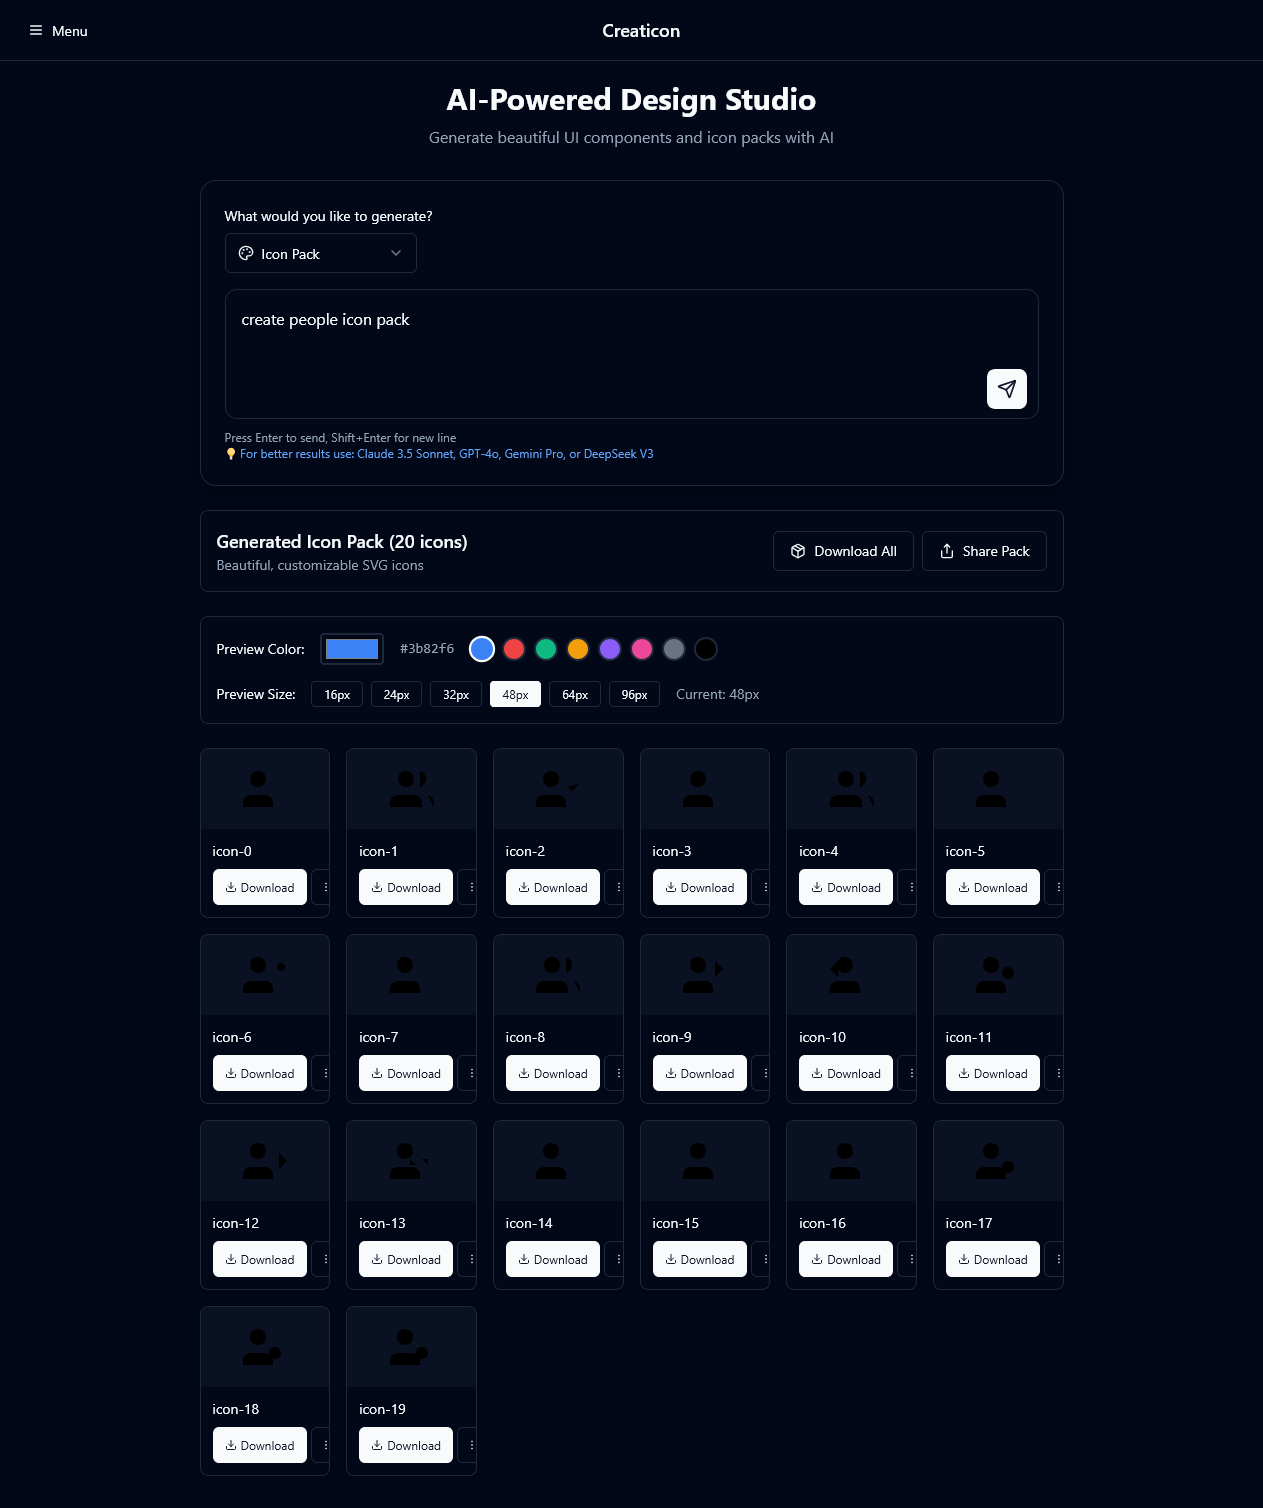 Menu
Creaticon
AI-Powered Design Studio
Generate beautiful UI components and icon packs with AI
What would you like to generate?
Icon Pack
create people icon pack
Press Enter to send, Shift+Enter for new line
💡 For better results use: Claude 3.5 Sonnet, GPT-4o, Gemini Pro, or DeepSeek V3
Generated Icon Pack (20 icons)
Beautiful, customizable SVG icons
Download All
Share Pack
Preview Color: #3b82f6
Preview Size: 16px 24px 32px 48px 64px 96px Current: 48px
icon-0 icon-1 icon-2 icon-3 icon-4 icon-5
Download Download Download Download Download Download
icon-6 icon-7 icon-8 icon-9 icon-10 icon-11
Download Download Download Download Download Download
icon-12 icon-13 icon-14 icon-15 icon-16 icon-17
Download Download Download Download Download Download
icon-18 icon-19
Download Download